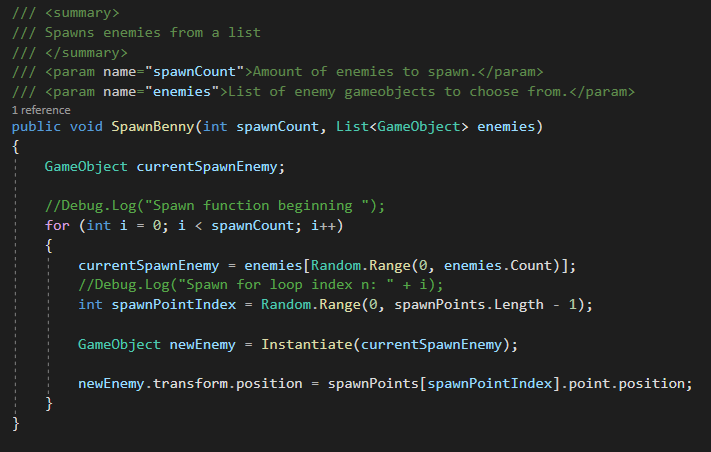 /// <summary>
/// Spawns enemies from a list
/// </summary>
/// <param name="spawnCount">Amount of enemies to spawn.</param>
/// <param name="enemies">List of enemy gameobjects to choose from.</param>
1 reference
public void SpawnBenny(int spawnCount, List<GameObject> enemies)
{
    GameObject currentSpawnEnemy;

    //Debug.Log("Spawn function beginning ");
    for (int i = 0; i < spawnCount; i++)
    {
        currentSpawnEnemy = enemies[Random.Range(0, enemies.Count)];
        //Debug.Log("Spawn for loop index n: " + i);
        int spawnPointIndex = Random.Range(0, spawnPoints.Length - 1);

        GameObject newEnemy = Instantiate(currentSpawnEnemy);

        newEnemy.transform.position = spawnPoints[spawnPointIndex].point.position;
    }
}